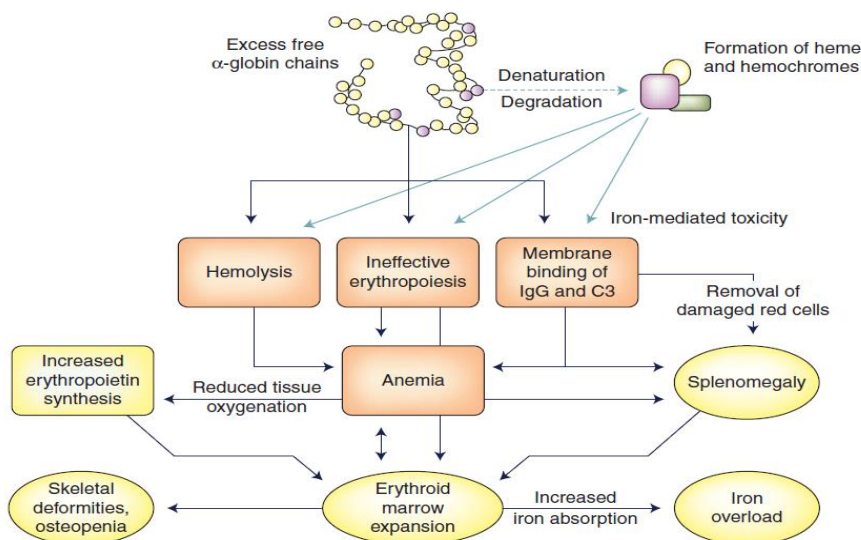 Excess free
α-globin chains
Denaturation
Degradation
Formation of heme
and hemochromes
Iron-mediated toxicity
Hemolysis
Ineffective
erythropoiesis
Membrane
binding of
IgG and C3
Removal of
damaged red cells
Increased
erythropoietin
synthesis
Reduced tissue
oxygenation
Anemia
Splenomegaly
Skeletal
deformities,
osteopenia
Erythroid
marrow
expansion
Increased
iron absorption
Iron
overload